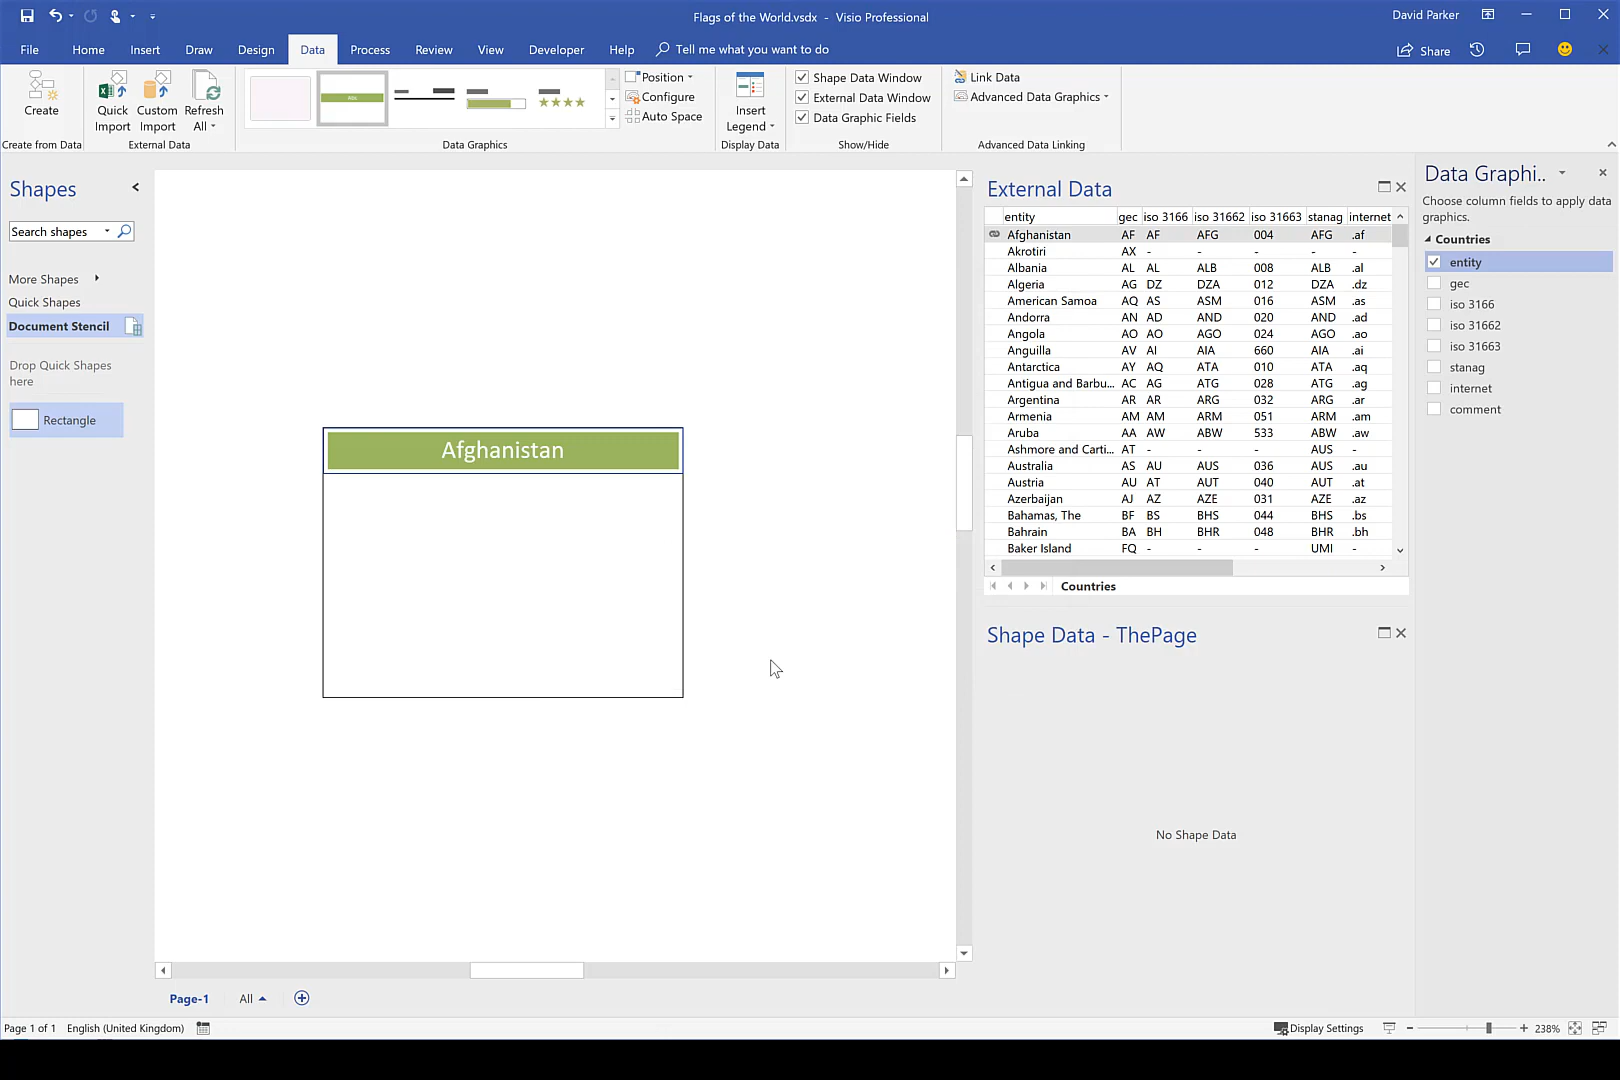 Flags of the World.vsdx - Visio Professional
David Parker
File Home Insert Draw Design Data Process Review View Developer Help Tell me what you want to do
Share
Create
Quick Import
Custom Import
Refresh All
Abc
Position
Configure
Auto Space
Insert Legend
Shape Data Window
External Data Window
Data Graphic Fields
Link Data
Advanced Data Graphics
Create from Data External Data Data Graphics Display Data Show/Hide Advanced Data Linking
Shapes
Search shapes
More Shapes
Quick Shapes
Document Stencil
Drop Quick Shapes
here
Rectangle
Afghanistan
External Data
entity gec iso 3166 iso 31662 iso 31663 stanag internet
Afghanistan AF AF AFG 004 AFG .af
Akrotiri AX - - - - -
Albania AL AL ALB 008 ALB .al
Algeria AG DZ DZA 012 DZA .dz
American Samoa AQ AS ASM 016 ASM .as
Andorra AN AD AND 020 AND .ad
Angola AO AO AGO 024 AGO .ao
Anguilla AV AI AIA 660 AIA .ai
Antarctica AY AQ ATA 010 ATA .aq
Antigua and Barbu... AC AG ATG 028 ATG .ag
Argentina AR AR ARG 032 ARG .ar
Armenia AM AM ARM 051 ARM .am
Aruba AA AW ABW 533 ABW .aw
Ashmore and Carti... AT - - - AUS -
Australia AS AU AUS 036 AUS .au
Austria AU AT AUT 040 AUT .at
Azerbaijan AJ AZ AZE 031 AZE .az
Bahamas, The BF BS BHS 044 BHS .bs
Bahrain BA BH BHR 048 BHR .bh
Baker Island FQ - - - UMI -
Countries
Shape Data - ThePage
No Shape Data
Data Graphi..
Choose column fields to apply data
graphics.
Countries
entity
gec
iso 3166
iso 31662
iso 31663
stanag
internet
comment
Page-1 All
Page 1 of 1 English (United Kingdom) Display Settings 238%